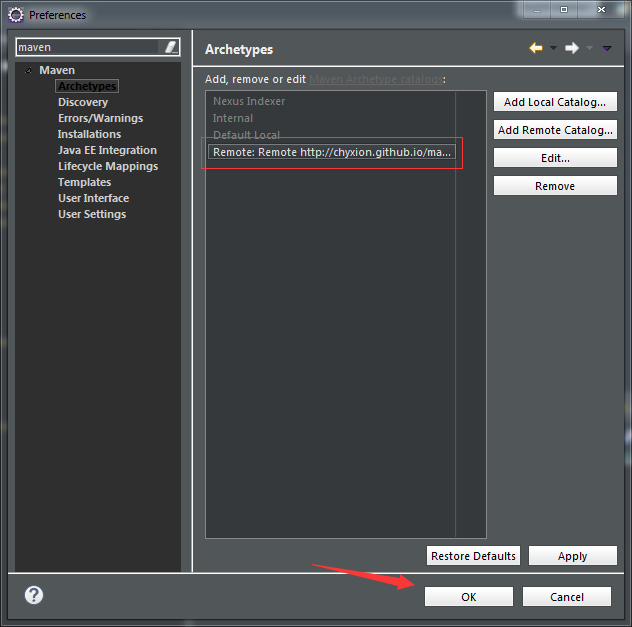 Preferences
maven
Maven
Archetypes
Discovery
Errors/Warnings
Installations
Java EE Integration
Lifecycle Mappings
Templates
User Interface
User Settings
Archetypes
Add, remove or edit Maven Archetype catalogs:
Nexus Indexer
Internal
Default Local
Remote: Remote http://chyxion.github.io/ma...
Add Local Catalog...
Add Remote Catalog...
Edit...
Remove
Restore Defaults
Apply
?
OK
Cancel